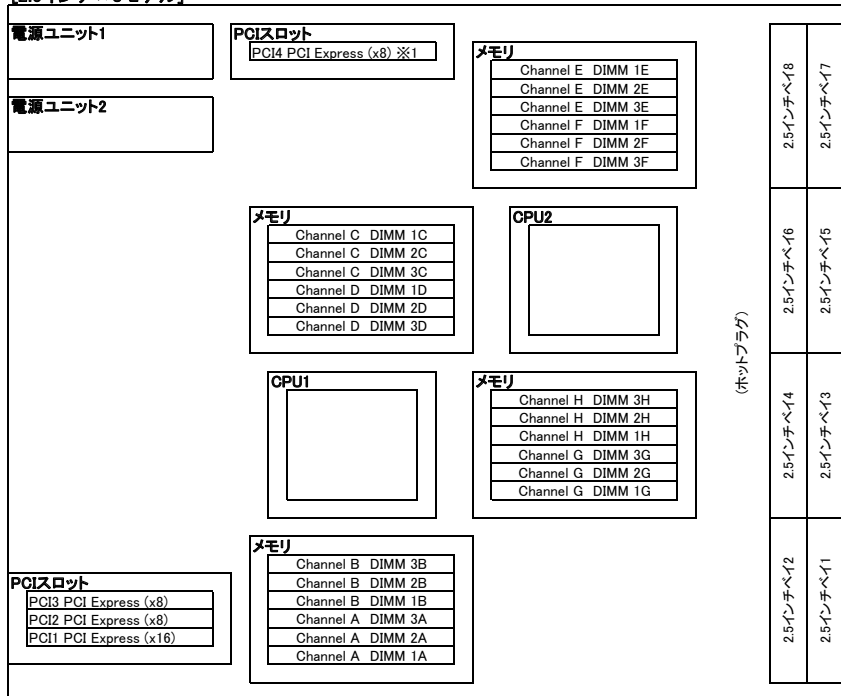 [2.5インチ×8モデル]
電源ユニット1
電源ユニット2
PCIスロット
PCI4 PCI Express (x8) ※1
メモリ
Channel E DIMM 1E
Channel E DIMM 2E
Channel E DIMM 3E
Channel F DIMM 1F
Channel F DIMM 2F
Channel F DIMM 3F
メモリ
Channel C DIMM 1C
Channel C DIMM 2C
Channel C DIMM 3C
Channel D DIMM 1D
Channel D DIMM 2D
Channel D DIMM 3D
CPU2
CPU1
メモリ
Channel H DIMM 3H
Channel H DIMM 2H
Channel H DIMM 1H
Channel G DIMM 3G
Channel G DIMM 2G
Channel G DIMM 1G
メモリ
Channel B DIMM 3B
Channel B DIMM 2B
Channel B DIMM 1B
Channel A DIMM 3A
Channel A DIMM 2A
Channel A DIMM 1A
PCIスロット
PCI3 PCI Express (x8)
PCI2 PCI Express (x8)
PCI1 PCI Express (x16)
(ホットプラグ)
2.5インチベイ8
2.5インチベイ7
2.5インチベイ6
2.5インチベイ5
2.5インチベイ4
2.5インチベイ3
2.5インチベイ2
2.5インチベイ1